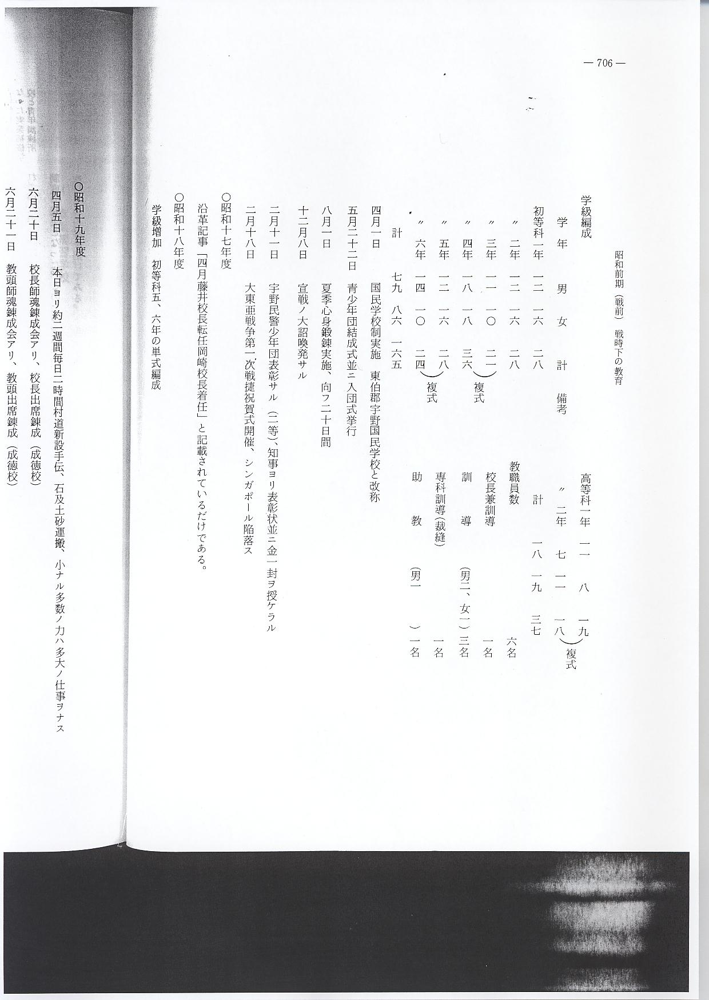 ― 706 ―
昭和前期（戦前）　戦時下の教育
学級編成
学　年　男　女　計　備考
初等科一年　一二　一六　二八
〃　二年　一二　一六　二八
〃　三年　一一　一〇　二一
〃　四年　一八　一八　三六
複式
〃　五年　一二　一六　二八
〃　六年　一四　一〇　二四
複式
計　七九　八六　一六五
高等科一年　一一　八　一九
〃　二年　七　一一　一八
複式
計　一八　一九　三七
教職員数　六名
校長兼訓導　一名
訓　導　（男二、女一）三名
専科訓導（裁縫）　一名
助　教　（男一　）一名
四月一日　国民学校制実施　東伯郡宇野国民学校と改称
五月二十二日　青少年団結成式並ニ入団式挙行
八月一日　夏季心身鍛錬実施、向フ二十日間
十二月八日　宣戦ノ大詔喚発サル
二月十一日　宇野民警少年団表彰サル（二等）、知事ヨリ表彰状並ニ金一封ヲ授ケラル
二月十八日　大東亜戦争第一次戦捷祝賀式開催、シンガポール陥落ス
〇昭和十七年度
沿革記事「四月藤井校長転任岡崎校長着任」と記載されているだけである。
〇昭和十八年度
学級増加　初等科五、六年の単式編成
〇昭和十九年度
四月五日　本日ヨリ約二週間毎日二時間村道新設手伝、石及土砂運搬、小ナル多数ノ力ハ多大ノ仕事ヲナス
六月二十日　校長師魂錬成会アリ、校長出席錬成（成徳校）
六月二十一日　教頭師魂錬成会アリ、教頭出席錬成（成徳校）